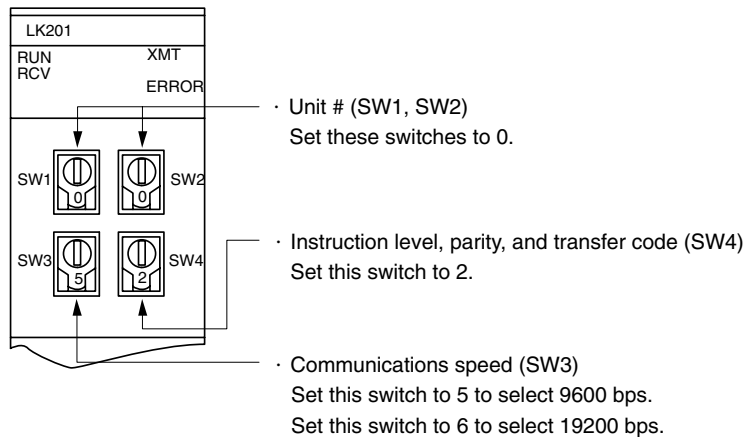 LK201
RUN XMT
RCV
ERROR
· Unit # (SW1, SW2)
Set these switches to 0.
SW1 0 0 SW2
· Instruction level, parity, and transfer code (SW4)
Set this switch to 2.
SW3 5 2 SW4
· Communications speed (SW3)
Set this switch to 5 to select 9600 bps.
Set this switch to 6 to select 19200 bps.